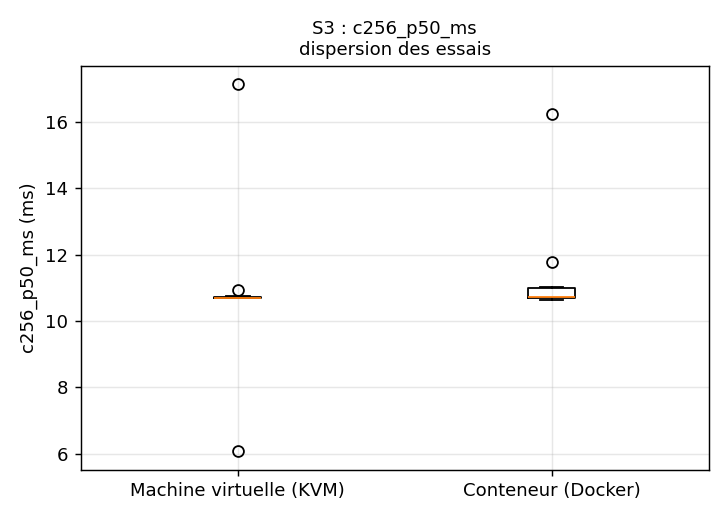 S3 : c256_p50_ms
dispersion des essais
c256_p50_ms (ms)
16
14
12
10
8
6
Machine virtuelle (KVM)
Conteneur (Docker)